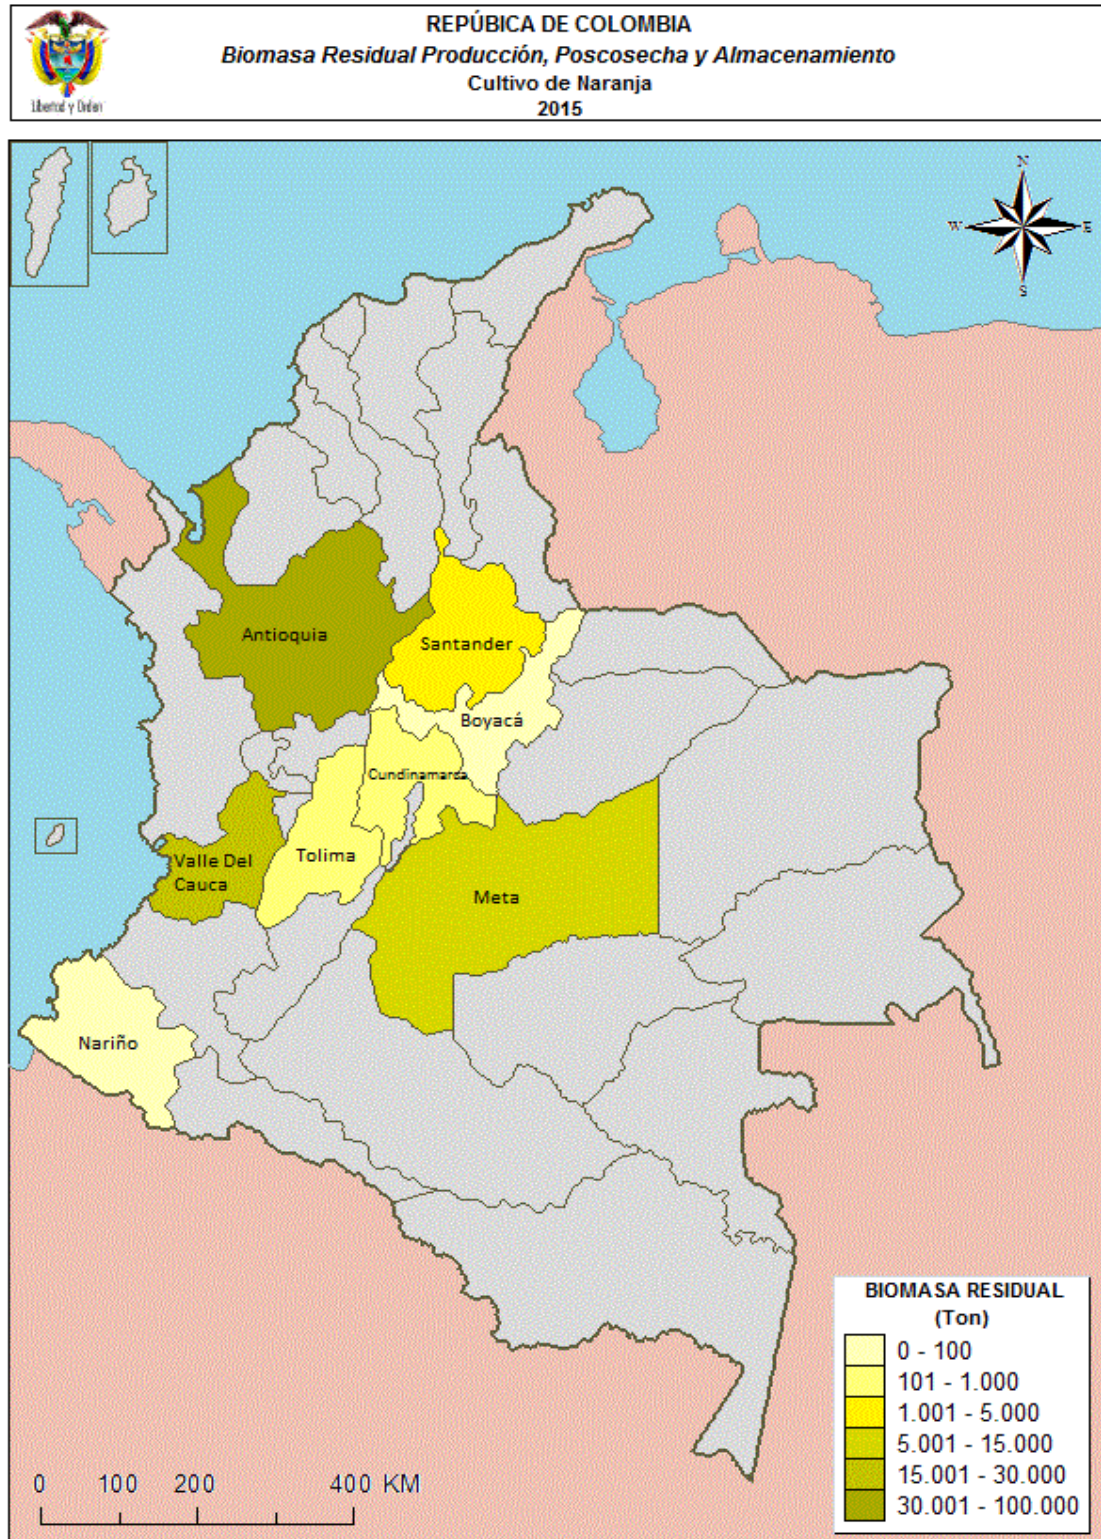 REPÚBICA DE COLOMBIA
Biomasa Residual Producción, Poscosecha y Almacenamiento
Cultivo de Naranja
2015
Libertad y Orden
N
W
E
S
Antioquia
Santander
Boyacá
Cundinamarca
Valle Del
Cauca
Tolima
Meta
Nariño
BIOMASA RESIDUAL
(Ton)
0 - 100
101 - 1.000
1.001 - 5.000
5.001 - 15.000
15.001 - 30.000
30.001 - 100.000
0 100 200 400 KM